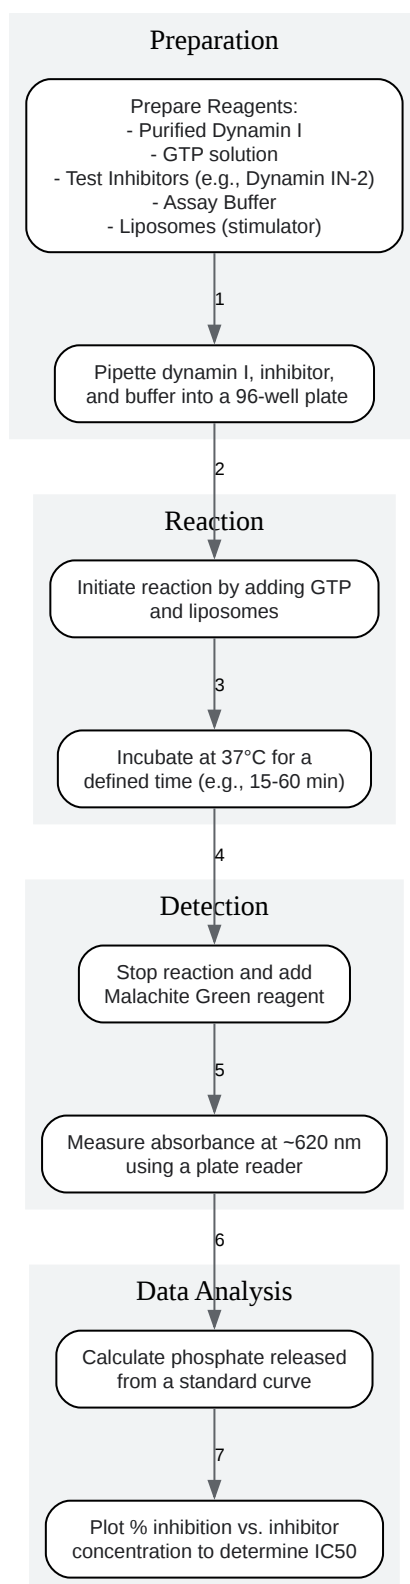 Preparation
Prepare Reagents:
- Purified Dynamin I
- GTP solution
- Test Inhibitors (e.g., Dynamin IN-2)
- Assay Buffer
- Liposomes (stimulator)
1
Pipette dynamin I, inhibitor,
and buffer into a 96-well plate
2
Reaction
Initiate reaction by adding GTP
and liposomes
3
Incubate at 37°C for a
defined time (e.g., 15-60 min)
4
Detection
Stop reaction and add
Malachite Green reagent
5
Measure absorbance at ~620 nm
using a plate reader
6
Data Analysis
Calculate phosphate released
from a standard curve
7
Plot % inhibition vs. inhibitor
concentration to determine IC50